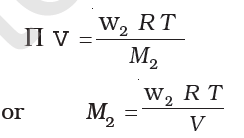 Π V = w₂ R T / M₂
or M₂ = w₂ R T / V